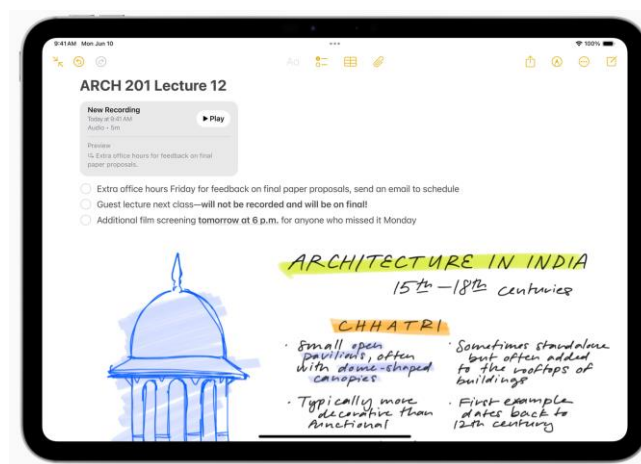 9:41 AM Mon Jun 10
100%
Aa
ARCH 201 Lecture 12
New Recording
Today at 9:41 AM
Audio • 5m
Play
Preview
Extra office hours for feedback on final
paper proposals.
Extra office hours Friday for feedback on final paper proposals, send an email to schedule
Guest lecture next class—will not be recorded and will be on final!
Additional film screening tomorrow at 6 p.m. for anyone who missed it Monday
ARCHITECTURE IN INDIA
15th–18th centuries
CHHATRI
· Small open
pavilions, often
with dome-shaped
canopies
· Typically more
decorative than
functional
· Sometimes standalone
but often added
to the rooftops of
buildings
· First example
dates back to
12th century